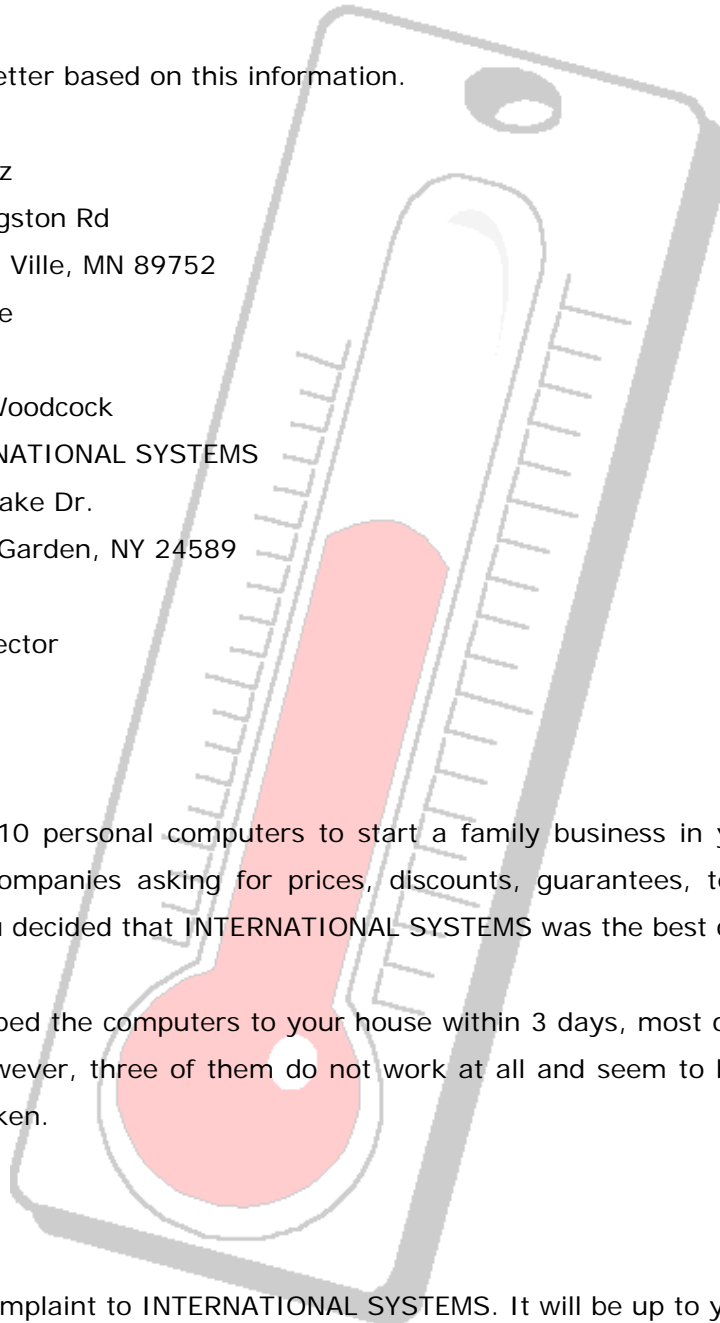 etter based on this information.
z
gston Rd
Ville, MN 89752
e
Woodcock
NATIONAL SYSTEMS
ake Dr.
Garden, NY 24589
ector
10 personal computers to start a family business in y
ompanies asking for prices, discounts, guarantees, te
u decided that INTERNATIONAL SYSTEMS was the best o
ped the computers to your house within 3 days, most o
wever, three of them do not work at all and seem to h
ken.
mplaint to INTERNATIONAL SYSTEMS. It will be up to y